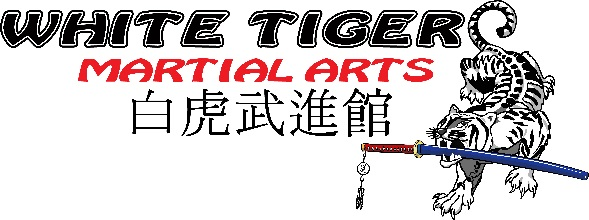 WHITE TIGER
MARTIAL ARTS
白虎武進館